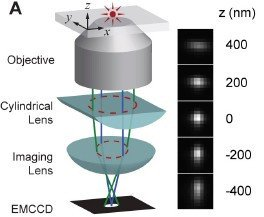 A
z
y
x
Objective
Cylindrical
Lens
Imaging
Lens
EMCCD
z (nm)
400
200
0
-200
-400